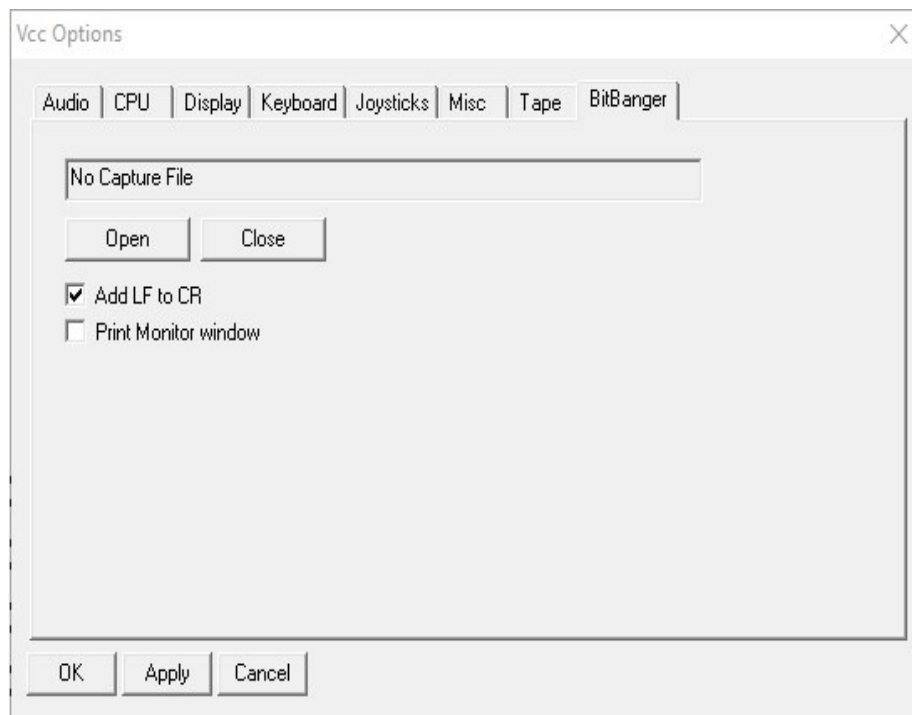 Vcc Options
Audio CPU Display Keyboard Joysticks Misc Tape BitBanger
No Capture File
Open Close
Add LF to CR
Print Monitor window
OK Apply Cancel